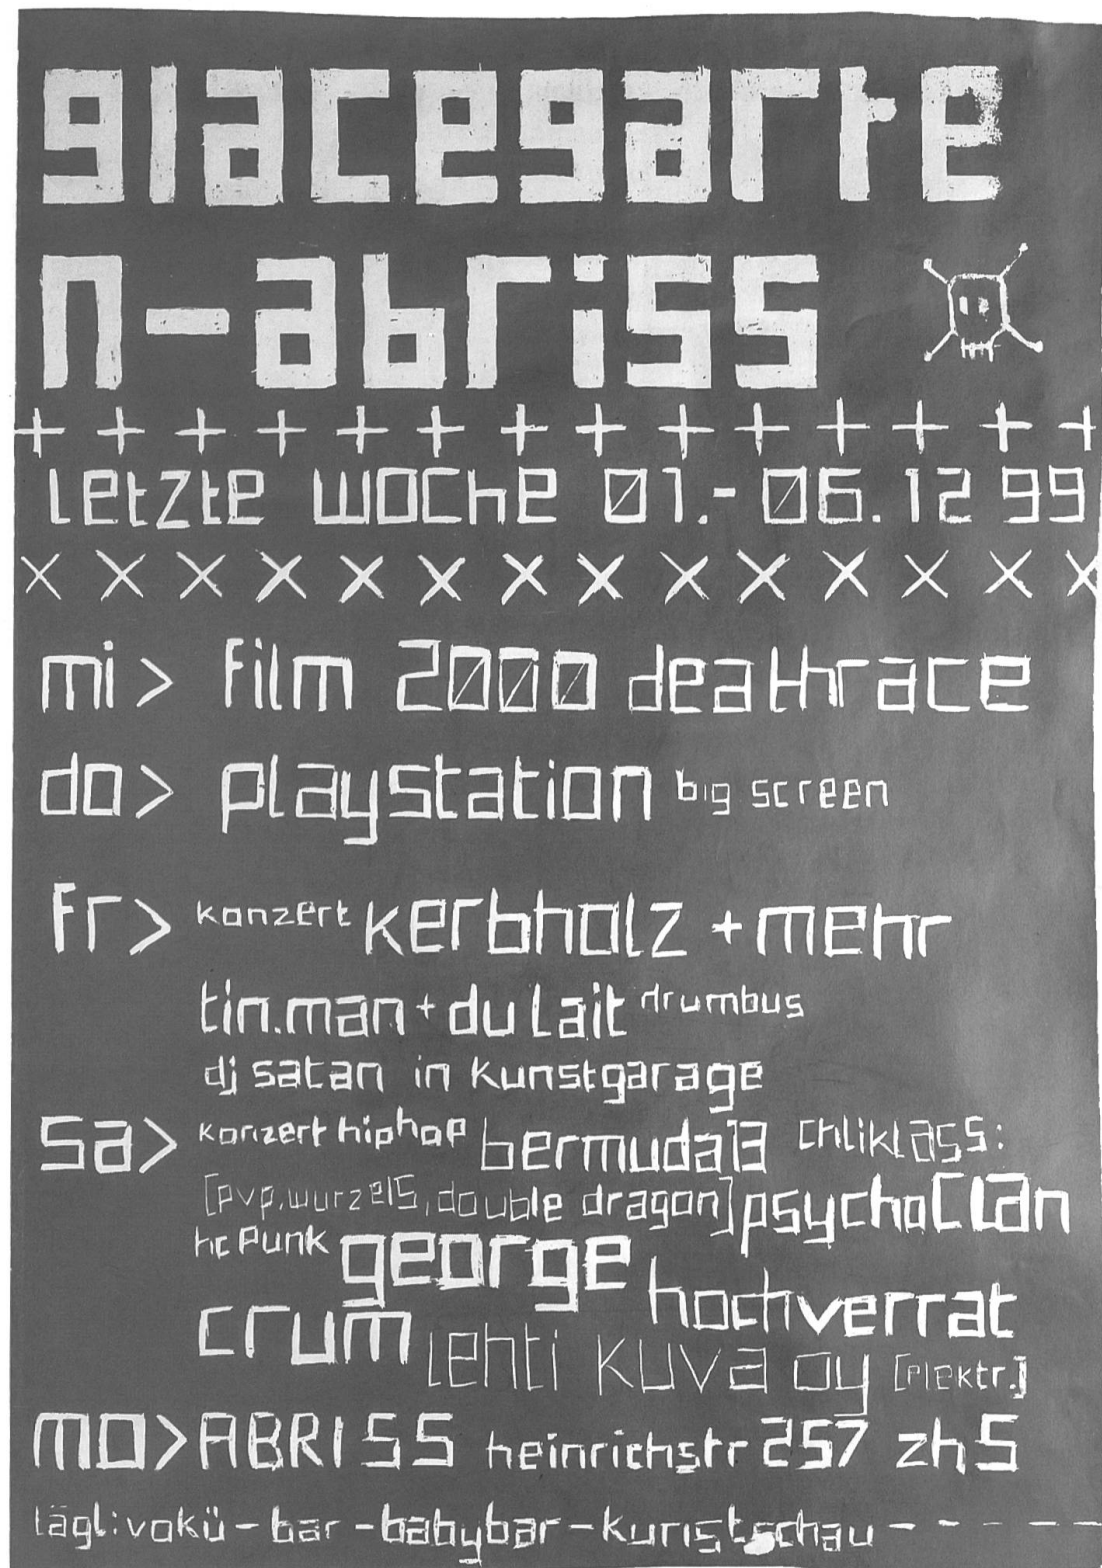 glacegarte
n-abriss
+ + + + + + + + + + + + + +
letzte woche 01.-06.12 99
x x x x x x x x x x x x x x
mi > film 2000 deathrace
do > playstation big screen
fr > konzert kerbholz + mehr
tin.man + du lait drumbus
dj satan in kunstgarage
sa > konzert hiphop bermuda13 chliklass:
[pvp, wurzel5, double dragon] psychoclan
hc punk george hochverrat
crum lehti kuva oy [elektr.]
mo > ABRISS heinrichstr 257 zh5
tägl: vokü - bar - babybar - kunstschau - - - - - -